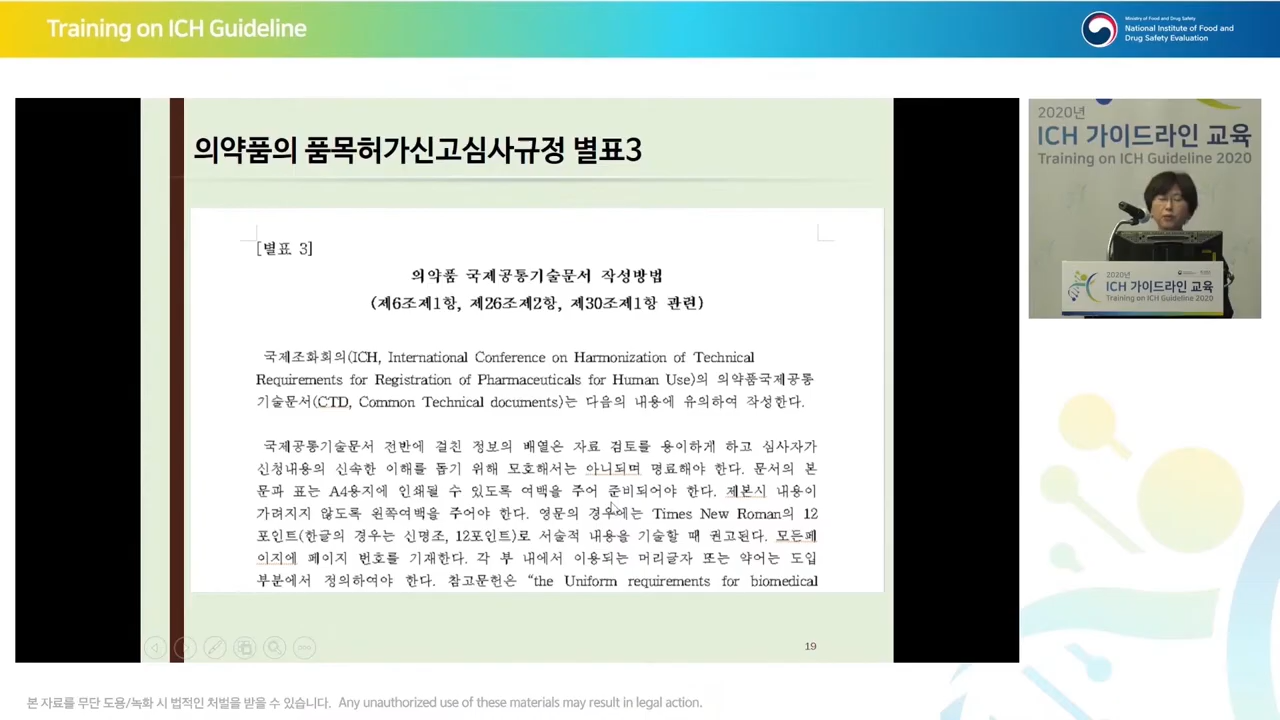 Training on ICH Guideline
Ministry of Food and Drug Safety
National Institute of Food and
Drug Safety Evaluation
의약품의 품목허가신고심사규정 별표3
[별표 3]
의약품 국제공통기술문서 작성방법
(제6조제1항, 제26조제2항, 제30조제1항 관련)
국제조화회의(ICH, International Conference on Harmonization of Technical
Requirements for Registration of Pharmaceuticals for Human Use)의 의약품국제공통
기술문서(CTD, Common Technical documents)는 다음의 내용에 유의하여 작성한다.
국제공통기술문서 전반에 걸친 정보의 배열은 자료 검토를 용이하게 하고 심사자가
신청내용의 신속한 이해를 돕기 위해 모호해서는 아니되며 명료해야 한다. 문서의 본
문과 표는 A4용지에 인쇄될 수 있도록 여백을 주어 준비되어야 한다. 제본시 내용이
가려지지 않도록 왼쪽여백을 주어야 한다. 영문의 경우에는 Times New Roman의 12
포인트(한글의 경우는 신명조, 12포인트)로 서술적 내용을 기술할 때 권고된다. 모든페
이지에 페이지 번호를 기재한다. 각 부 내에서 이용되는 머리글자 또는 약어는 도입
부분에서 정의하여야 한다. 참고문헌은 “the Uniform requirements for biomedical
19
2020년
ICH 가이드라인 교육
Training on ICH Guideline 2020
2020년
ICH 가이드라인 교육
Training on ICH Guideline 2020
본 자료를 무단 도용/녹화 시 법적인 처벌을 받을 수 있습니다. Any unauthorized use of these materials may result in legal action.